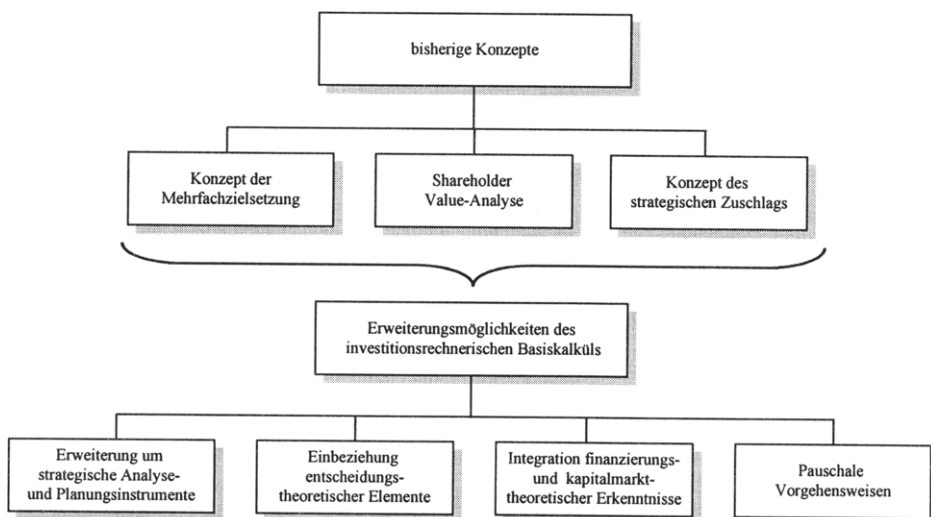 bisherige Konzepte
Konzept der
Mehrfachzielsetzung
Shareholder
Value-Analyse
Konzept des
strategischen Zuschlags
Erweiterungsmöglichkeiten des
investitionsrechnerischen Basiskalküls
Erweiterung um
strategische Analyse-
und Planungsinstrumente
Einbeziehung
entscheidungs-
theoretischer Elemente
Integration finanzierungs-
und kapitalmarkt-
theoretischer Erkenntnisse
Pauschale
Vorgehensweisen